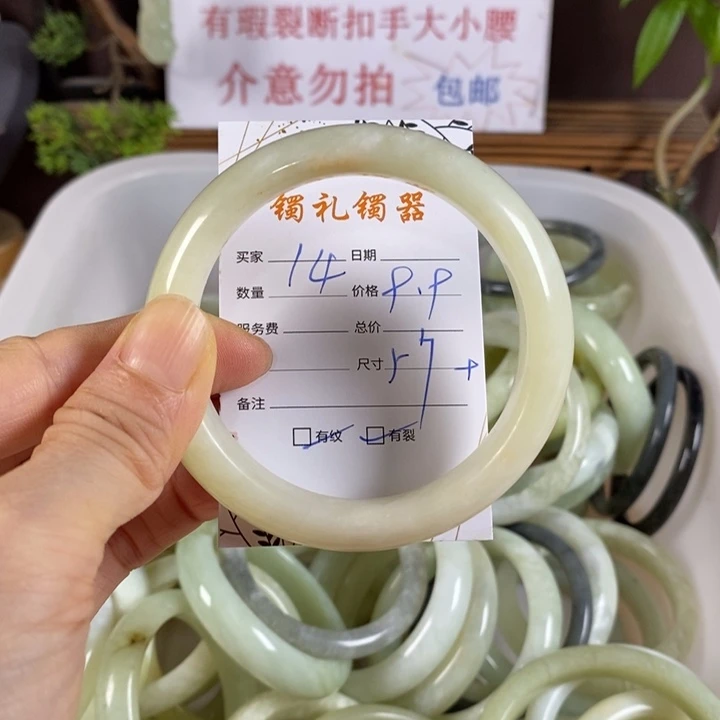 有瑕裂断扣手大小腰
介意勿拍 包邮
镯礼镯器
买家 14 日期
数量 价格 9.9
服务费 总价
尺寸 57+
备注
☑有纹 ☑有裂